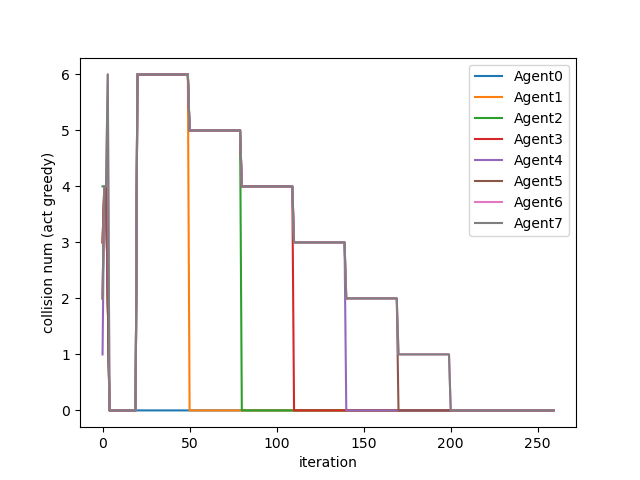 collision num (act greedy)
6
5
4
3
2
1
0
0 50 100 150 200 250
iteration
Agent0
Agent1
Agent2
Agent3
Agent4
Agent5
Agent6
Agent7